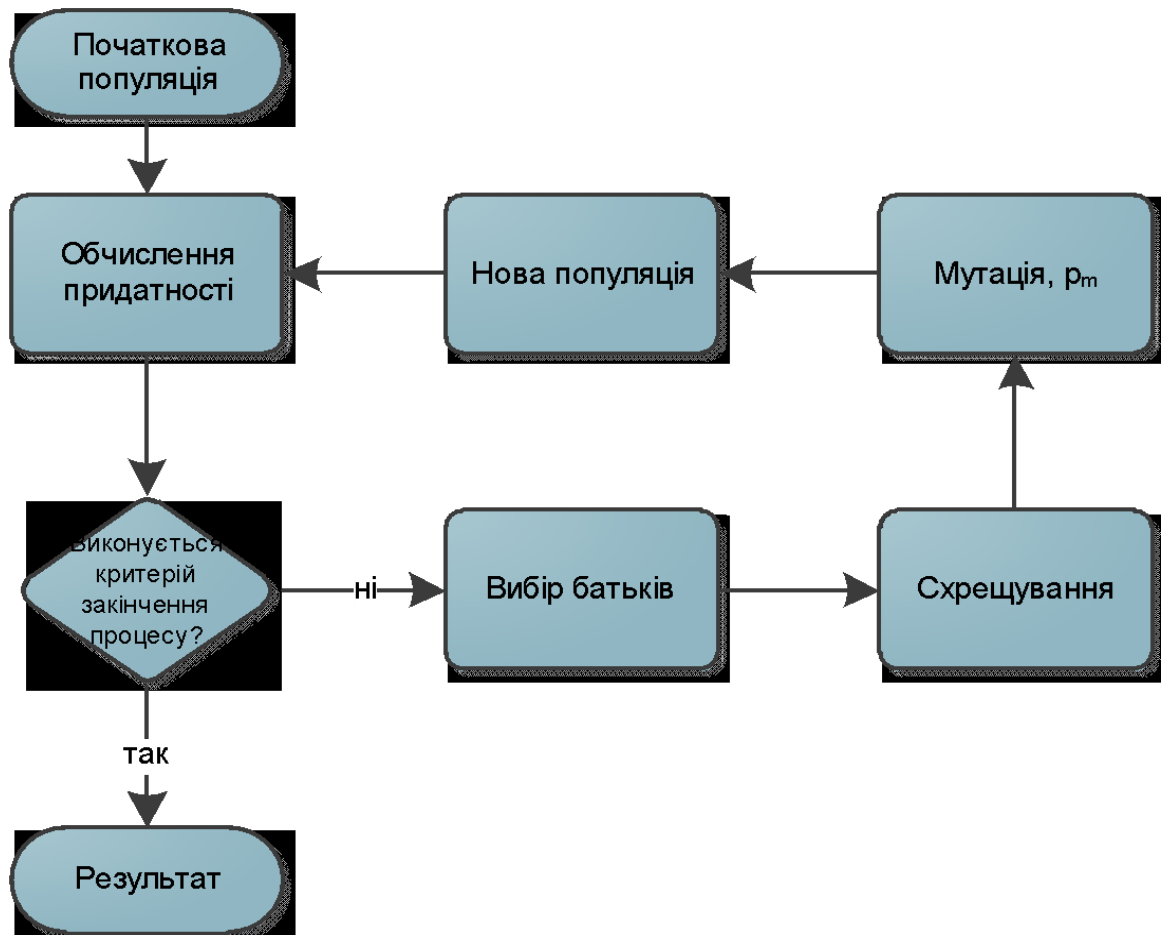 Початкова
популяція
Обчислення
придатності
Нова популяція
Мутація, pₘ
Виконується
критерій
закінчення
процесу?
ні
Вибір батьків
Схрещування
так
Результат